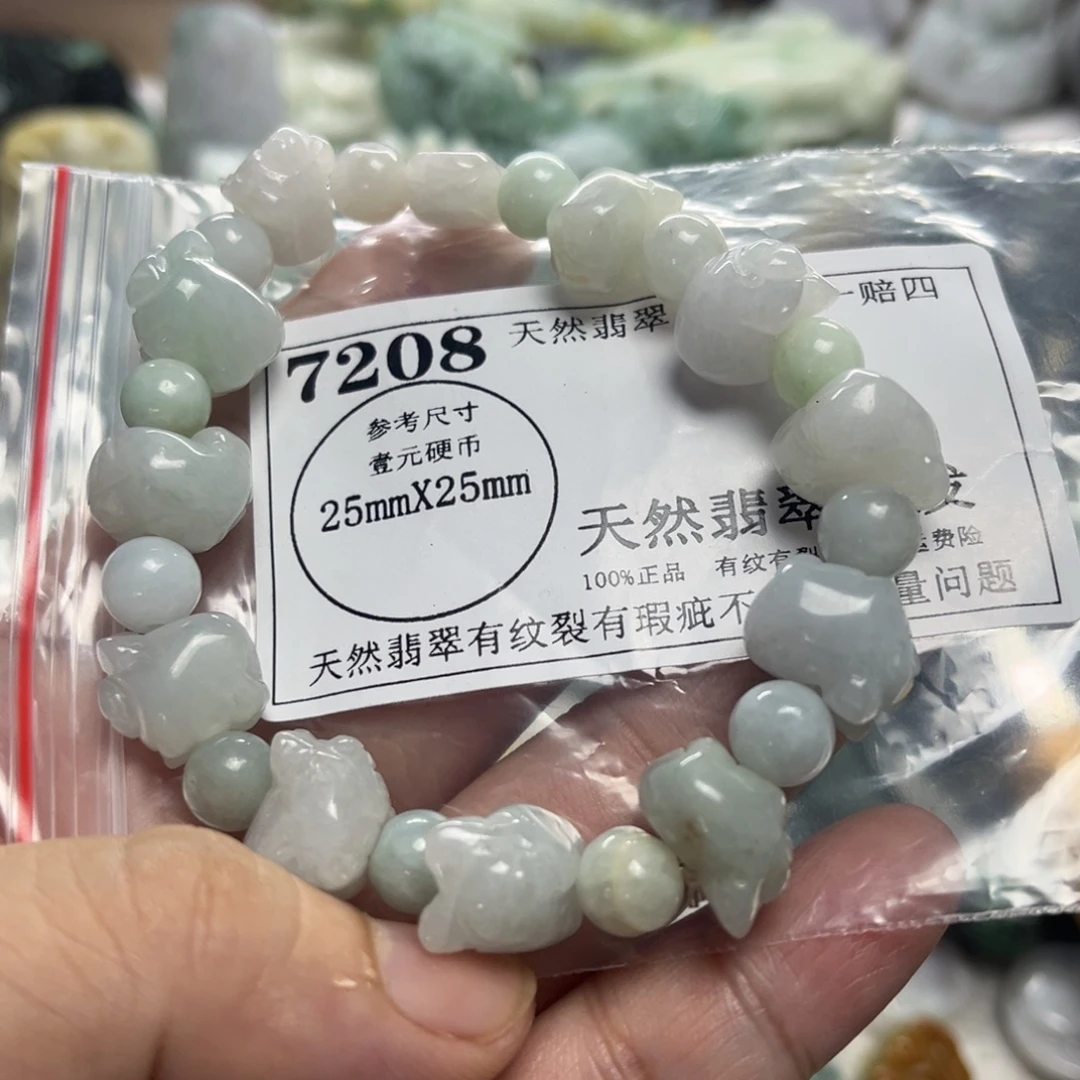 7208 天然翡翠 一赔四
参考尺寸
壹元硬币
25mmX25mm
天然翡翠
100%正品 有纹有裂 运费险
天然翡翠有纹裂有瑕疵不 量问题